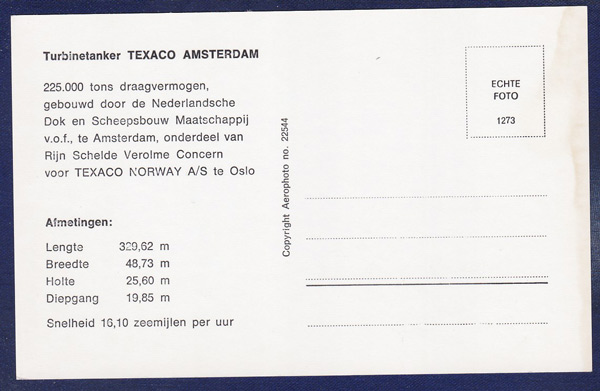 Turbinetanker TEXACO AMSTERDAM
225.000 tons draagvermogen,
gebouwd door de Nederlandsche
Dok en Scheepsbouw Maatschappij
v.o.f., te Amsterdam, onderdeel van
Rijn Schelde Verolme Concern
voor TEXACO NORWAY A/S te Oslo
Afmetingen:
Lengte 329,62 m
Breedte 48,73 m
Holte 25,60 m
Diepgang 19,85 m
Snelheid 16,10 zeemijlen per uur
Copyright Aerophoto no. 22544
ECHTE
FOTO
1273